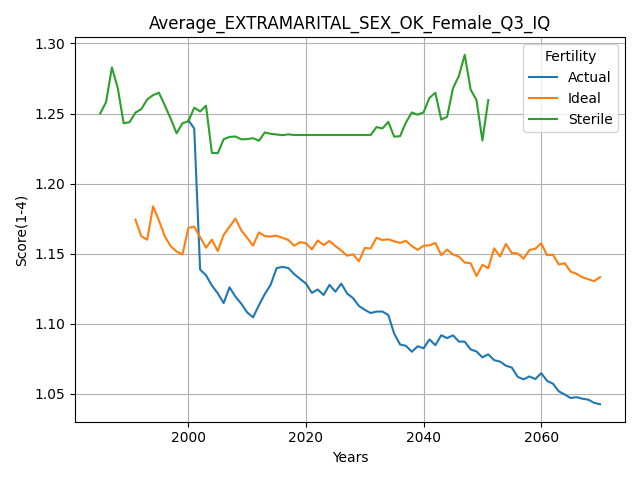 Average_EXTRAMARITAL_SEX_OK_Female_Q3_IQ
Fertility
Actual
Ideal
Sterile
Score(1-4)
1.30
1.25
1.20
1.15
1.10
1.05
2000 2020 2040 2060
Years